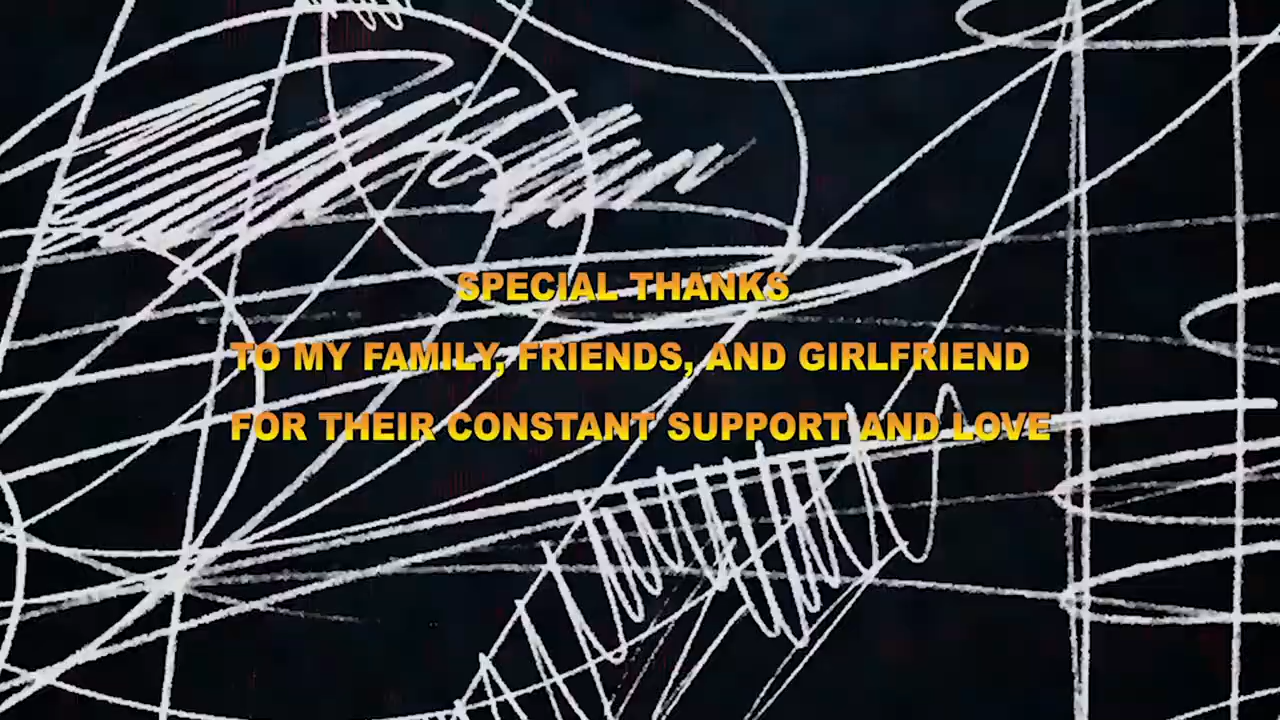 SPECIAL THANKS
TO MY FAMILY, FRIENDS, AND GIRLFRIEND
FOR THEIR CONSTANT SUPPORT AND LOVE